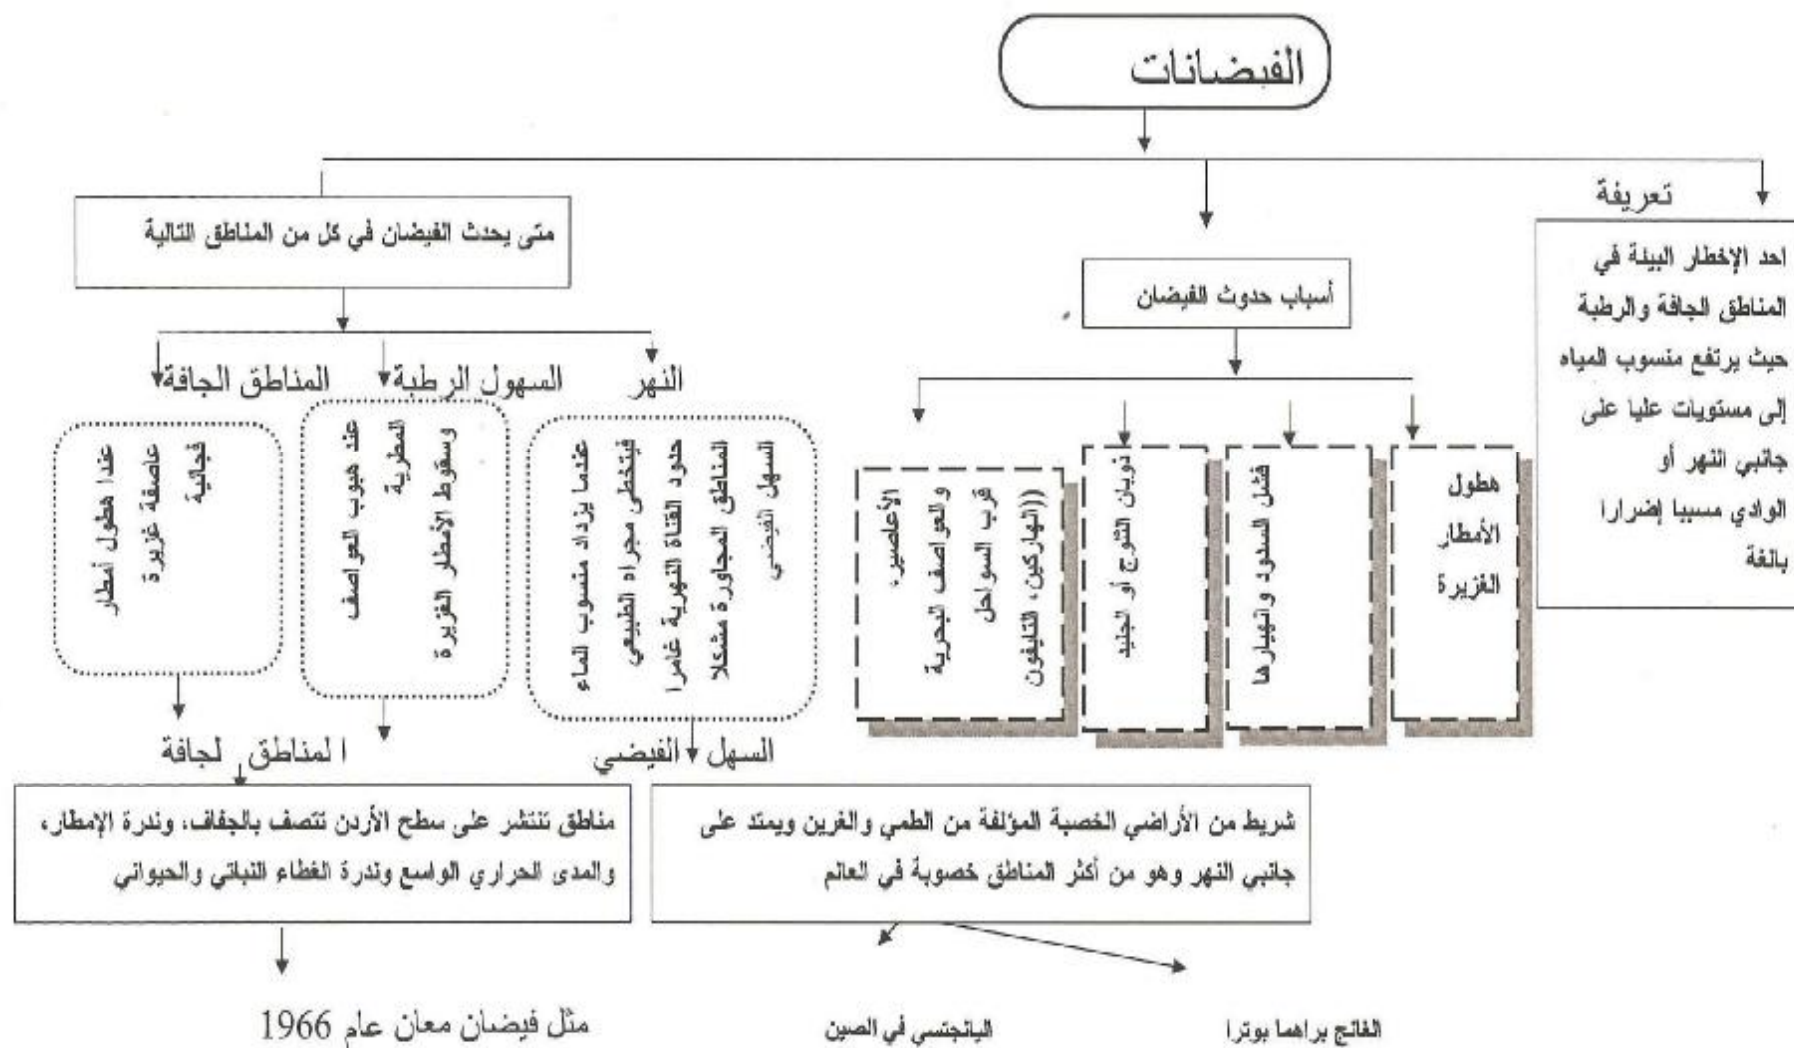 الفبضانات
تعريفة
احد الإخطار البيئة في
المناطق الجافة والرطبة
حيث يرتفع منسوب المياه
إلى مستويات عليا على
جانبي النهر أو
الوادي مسببا إضرارا
بالغة
أسباب حدوث الفيضان
هطول
الأمطار
الغزيرة
فشل السدود وانهيارها
ذوبان الثلوج أو الجليد
الأعاصير،
والعواصف البحرية
قرب السواحل
((الهاركين، التايفون
متى يحدث الفيضان في كل من المناطق التالية
النهر
عندما يزداد منسوب الماء
فيتخطى مجراه الطبيعي
حدود القناة النهرية غامرا
المناطق المجاورة مشكلا
السهل الفيضي
السهول الرطبة
عند هبوب العواصف
المطرية
وسقوط الأمطار الغزيرة
المناطق الجافة
عندا هطول أمطار
عاصفة غزيرة
فجائية
السهل الفيضي
شريط من الأراضي الخصبة المؤلفة من الطمي والغرين ويمتد على
جانبي النهر وهو من أكثر المناطق خصوبة في العالم
الغانج براهما بوترا
اليانجتسي في الصين
ا لمناطق لجافة
مناطق تنتشر على سطح الأردن تتصف بالجفاف، وندرة الإمطار،
والمدى الحراري الواسع وندرة الغطاء النباتي والحيواني
مثل فيضان معان عام 1966